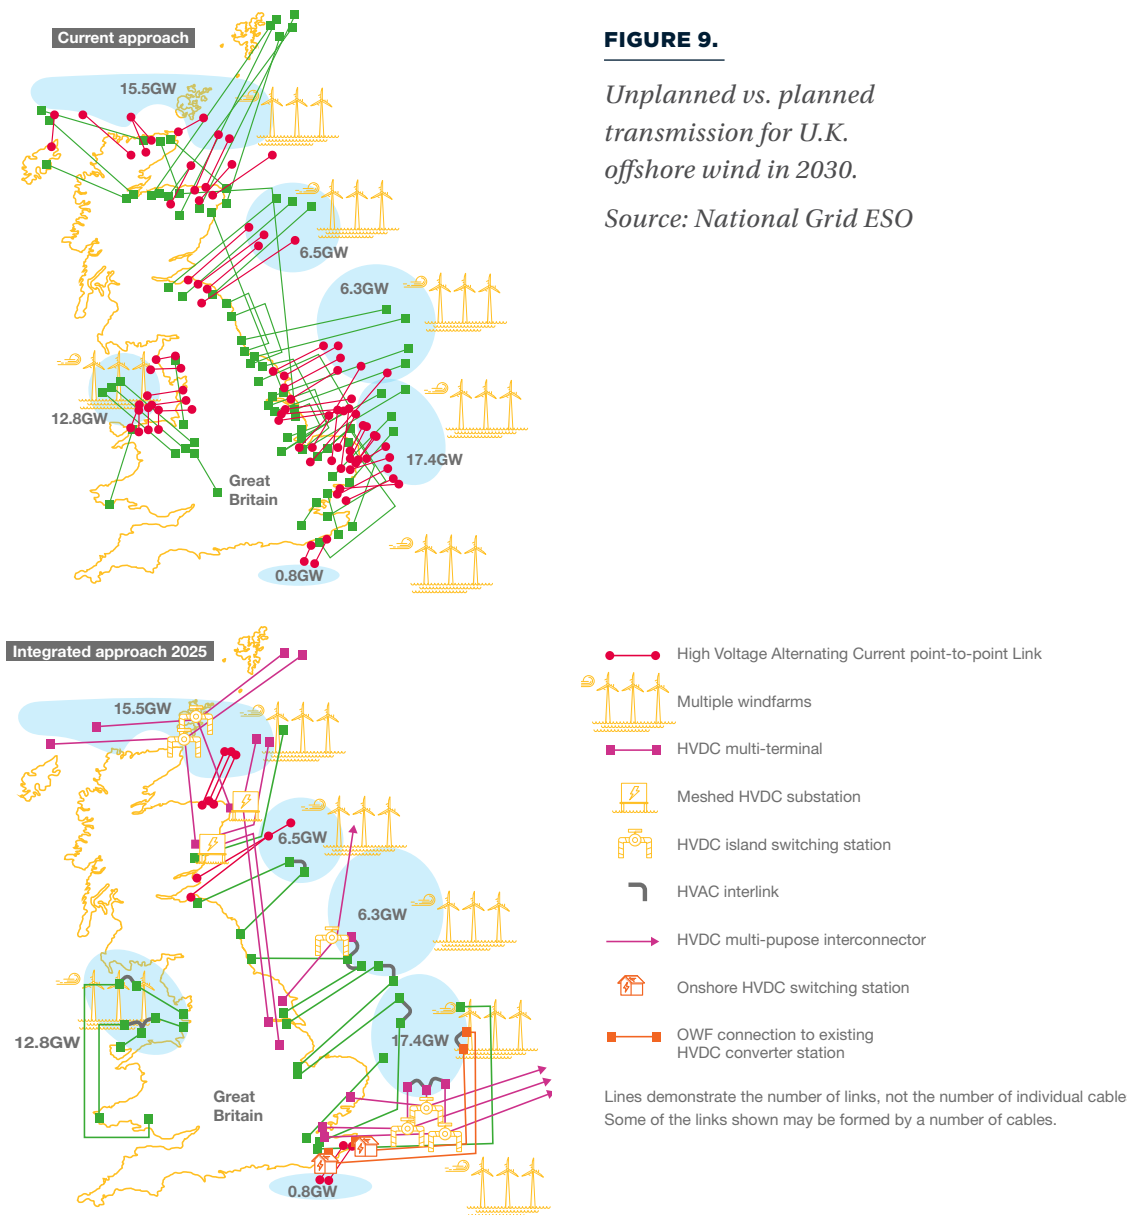 Current approach
15.5GW
6.5GW
6.3GW
12.8GW
17.4GW
Great
Britain
0.8GW
FIGURE 9.
Unplanned vs. planned
transmission for U.K.
offshore wind in 2030.
Source: National Grid ESO
Integrated approach 2025
15.5GW
6.5GW
6.3GW
12.8GW
17.4GW
Great
Britain
0.8GW
High Voltage Alternating Current point-to-point Link
Multiple windfarms
HVDC multi-terminal
Meshed HVDC substation
HVDC island switching station
HVAC interlink
HVDC multi-pupose interconnector
Onshore HVDC switching station
OWF connection to existing
HVDC converter station
Lines demonstrate the number of links, not the number of individual cable
Some of the links shown may be formed by a number of cables.